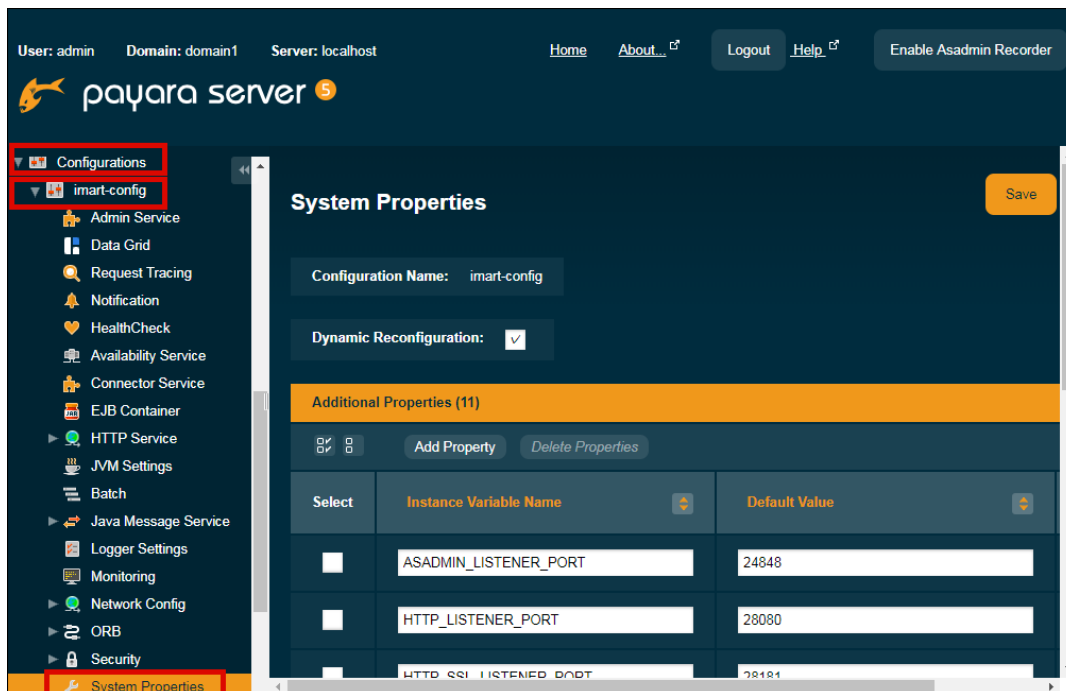 User: admin Domain: domain1 Server: localhost Home About... Logout Help Enable Asadmin Recorder
payara server 5
Configurations
imart-config
Admin Service
Data Grid
Request Tracing
Notification
HealthCheck
Availability Service
Connector Service
EJB Container
HTTP Service
JVM Settings
Batch
Java Message Service
Logger Settings
Monitoring
Network Config
ORB
Security
System Properties
System Properties
Save
Configuration Name: imart-config
Dynamic Reconfiguration:
Additional Properties (11)
Add Property Delete Properties
Select Instance Variable Name Default Value
ASADMIN_LISTENER_PORT 24848
HTTP_LISTENER_PORT 28080
HTTP_SSL_LISTENER_PORT 28181